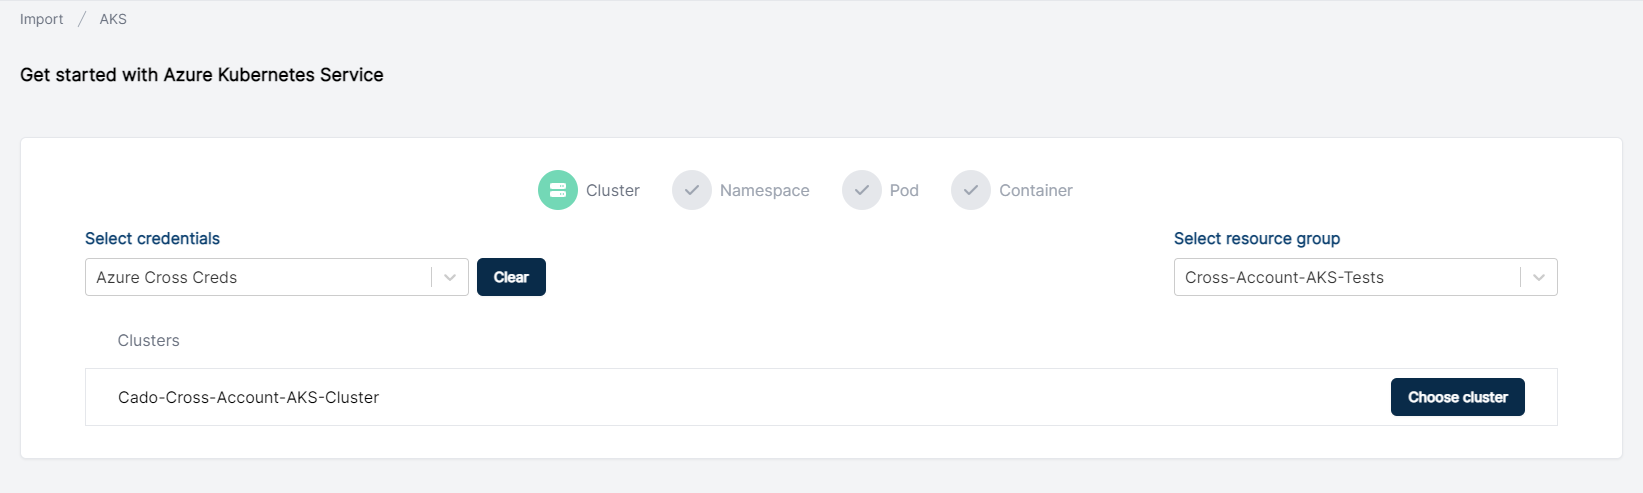 Import / AKS
Get started with Azure Kubernetes Service
Cluster Namespace Pod Container
Select credentials Select resource group
Azure Cross Creds Clear Cross-Account-AKS-Tests
Clusters
Cado-Cross-Account-AKS-Cluster Choose cluster